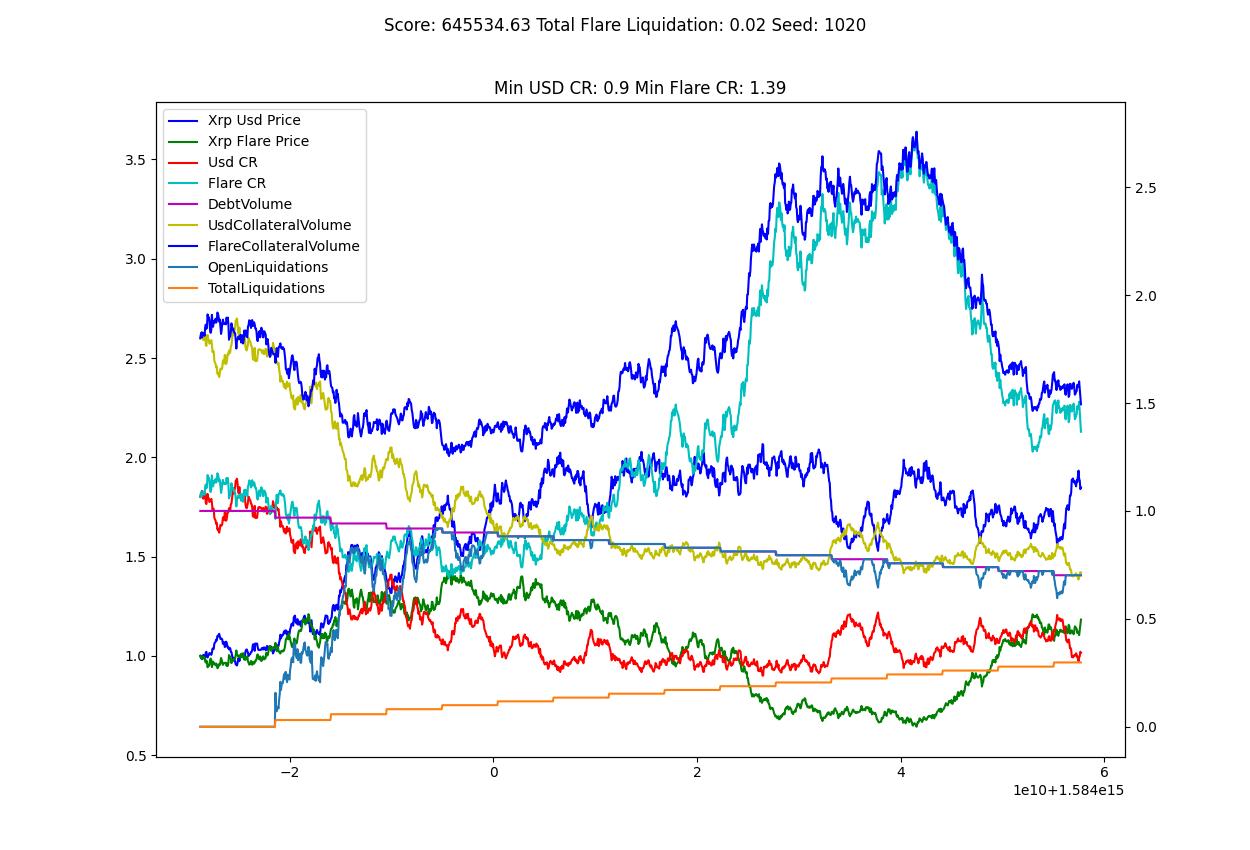 Score: 645534.63 Total Flare Liquidation: 0.02 Seed: 1020
Min USD CR: 0.9 Min Flare CR: 1.39
Xrp Usd Price
Xrp Flare Price
Usd CR
Flare CR
DebtVolume
UsdCollateralVolume
FlareCollateralVolume
OpenLiquidations
TotalLiquidations
3.5
3.0
2.5
2.0
1.5
1.0
0.5
2.5
2.0
1.5
1.0
0.5
0.0
−2
0
2
4
6
1e10+1.584e15